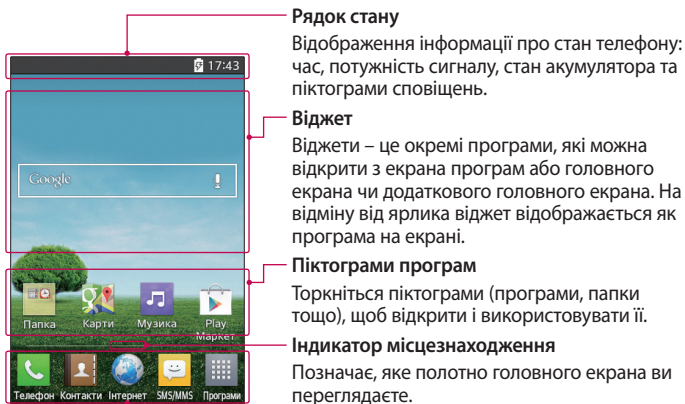 Рядок стану
Відображення інформації про стан телефону:
час, потужність сигналу, стан акумулятора та
піктограми сповіщень.
Віджет
Віджети – це окремі програми, які можна
відкрити з екрана програм або головного
екрана чи додаткового головного екрана. На
відміну від ярлика віджет відображається як
програма на екрані.
Піктограми програм
Торкніться піктограми (програми, папки
тощо), щоб відкрити і використовувати її.
Індикатор місцезнаходження
Позначає, яке полотно головного екрана ви
переглядаєте.
17:43
Google
Папка Карти Музика Play
Маркет
Телефон Контакти Інтернет SMS/MMS Програми